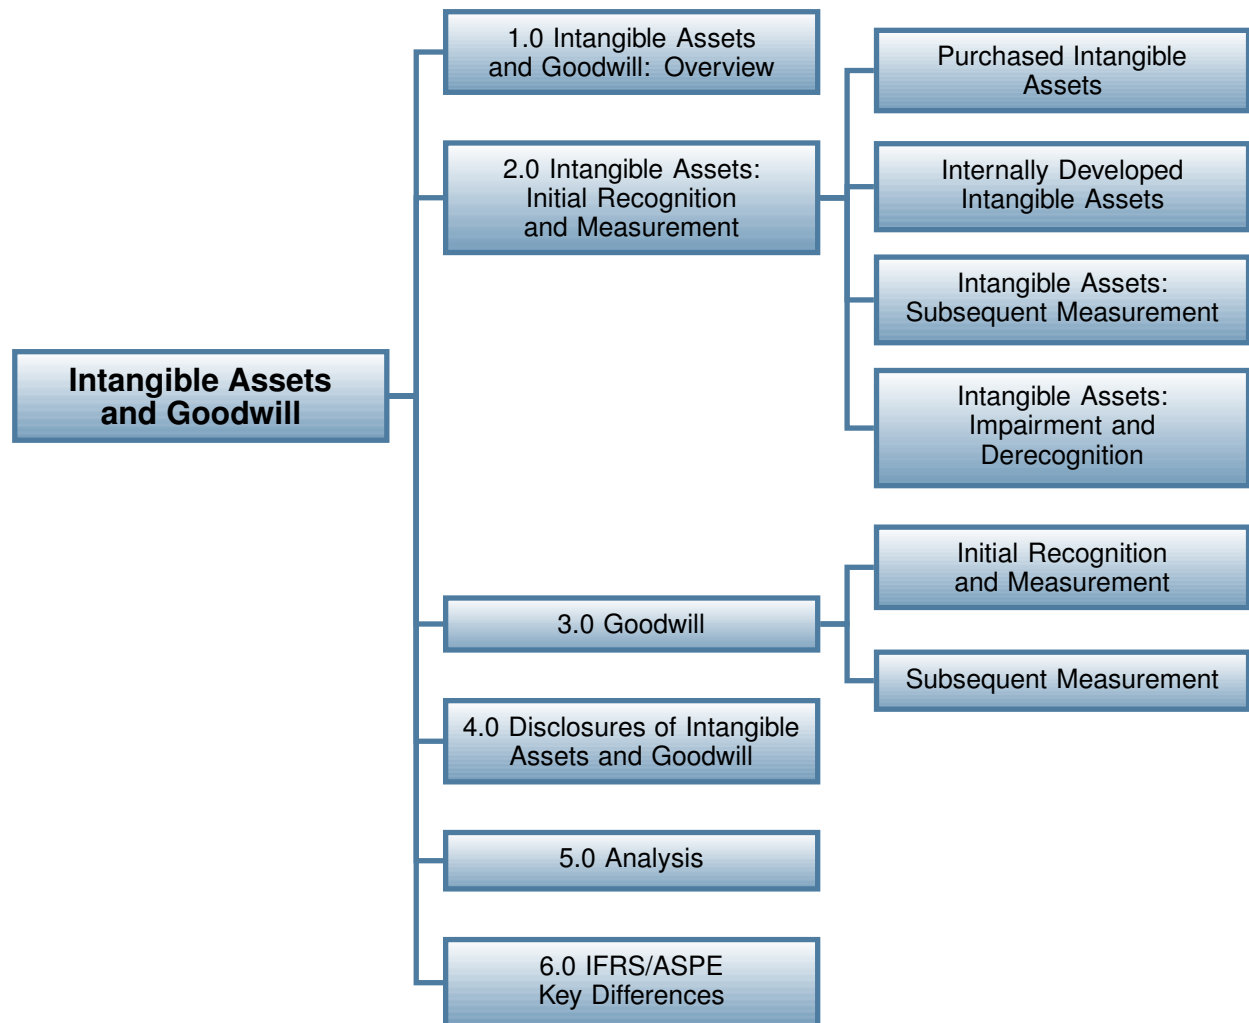 Intangible Assets
and Goodwill
1.0 Intangible Assets
and Goodwill: Overview
2.0 Intangible Assets:
Initial Recognition
and Measurement
Purchased Intangible
Assets
Internally Developed
Intangible Assets
Intangible Assets:
Subsequent Measurement
Intangible Assets:
Impairment and
Derecognition
3.0 Goodwill
Initial Recognition
and Measurement
Subsequent Measurement
4.0 Disclosures of Intangible
Assets and Goodwill
5.0 Analysis
6.0 IFRS/ASPE
Key Differences